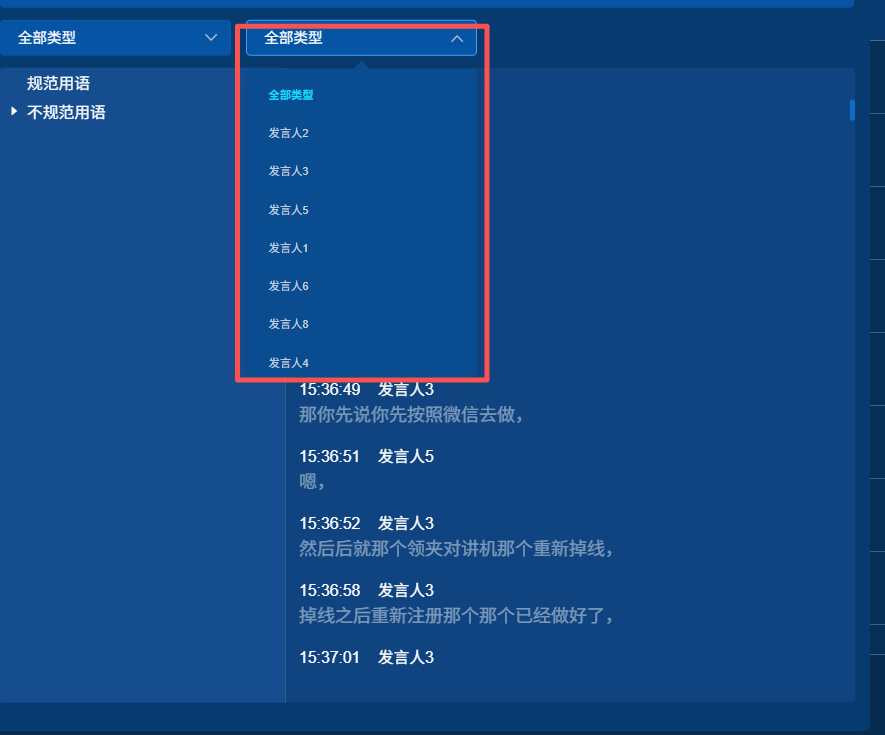 全部类型
全部类型
规范用语
不规范用语
全部类型
发言人2
发言人3
发言人5
发言人1
发言人6
发言人8
发言人4
15:36:49 发言人3
那你先说你先按照微信去做，
15:36:51 发言人5
嗯，
15:36:52 发言人3
然后后就那个领夹对讲机那个重新掉线，
15:36:58 发言人3
掉线之后重新注册那个那个已经做好了，
15:37:01 发言人3